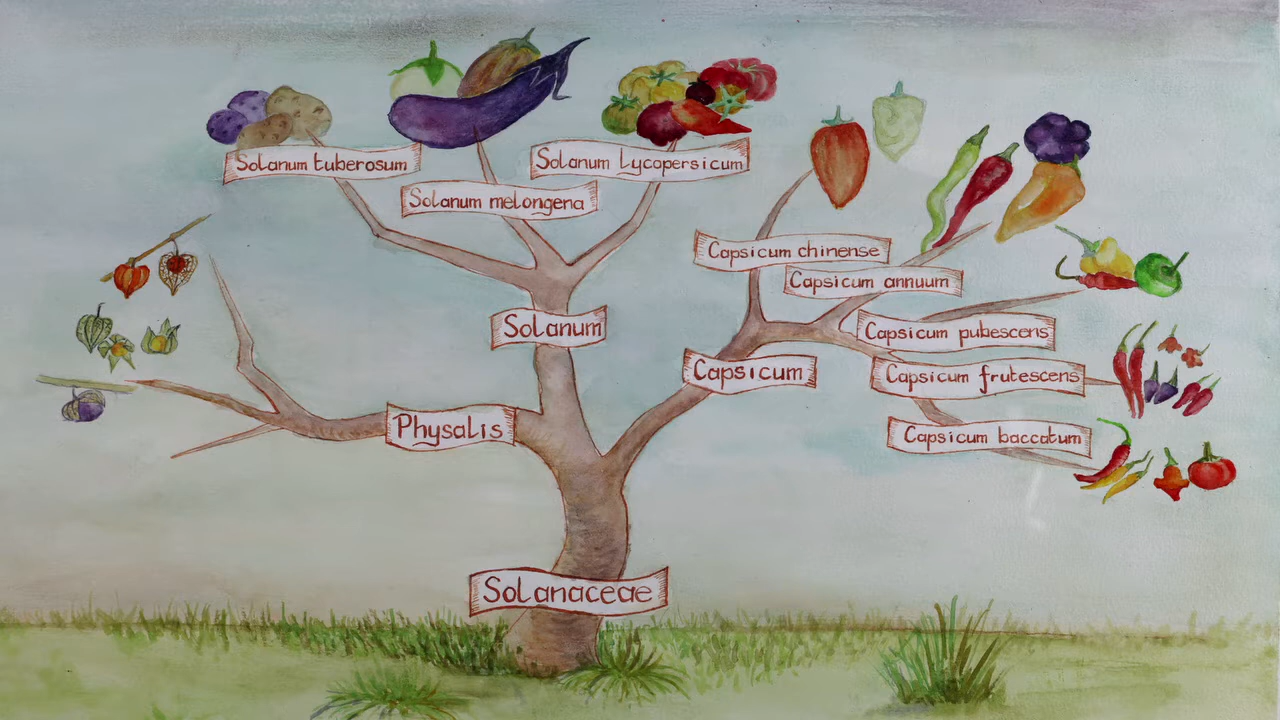 Solanum tuberosum
Solanum Lycopersicum
Solanum melongena
Capsicum chinense
Capsicum annuum
Solanum
Capsicum pubescens
Capsicum
Capsicum frutescens
Physalis
Capsicum baccatum
Solanaceae